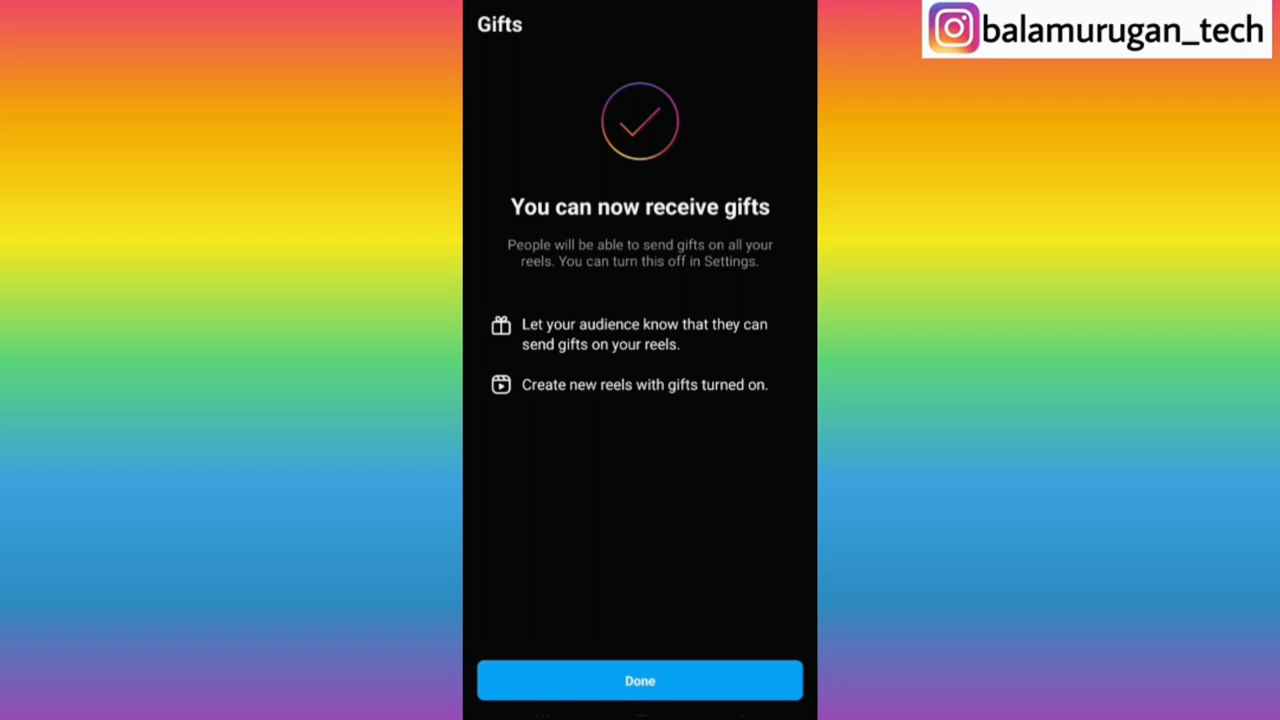 Gifts
balamurugan_tech
You can now receive gifts
People will be able to send gifts on all your
reels. You can turn this off in Settings.
Let your audience know that they can
send gifts on your reels.
Create new reels with gifts turned on.
Done